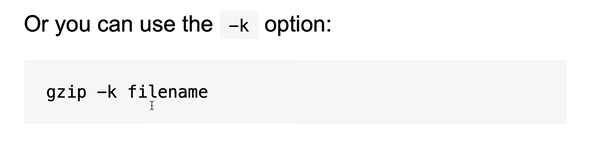 Or you can use the -k option:
gzip -k filename